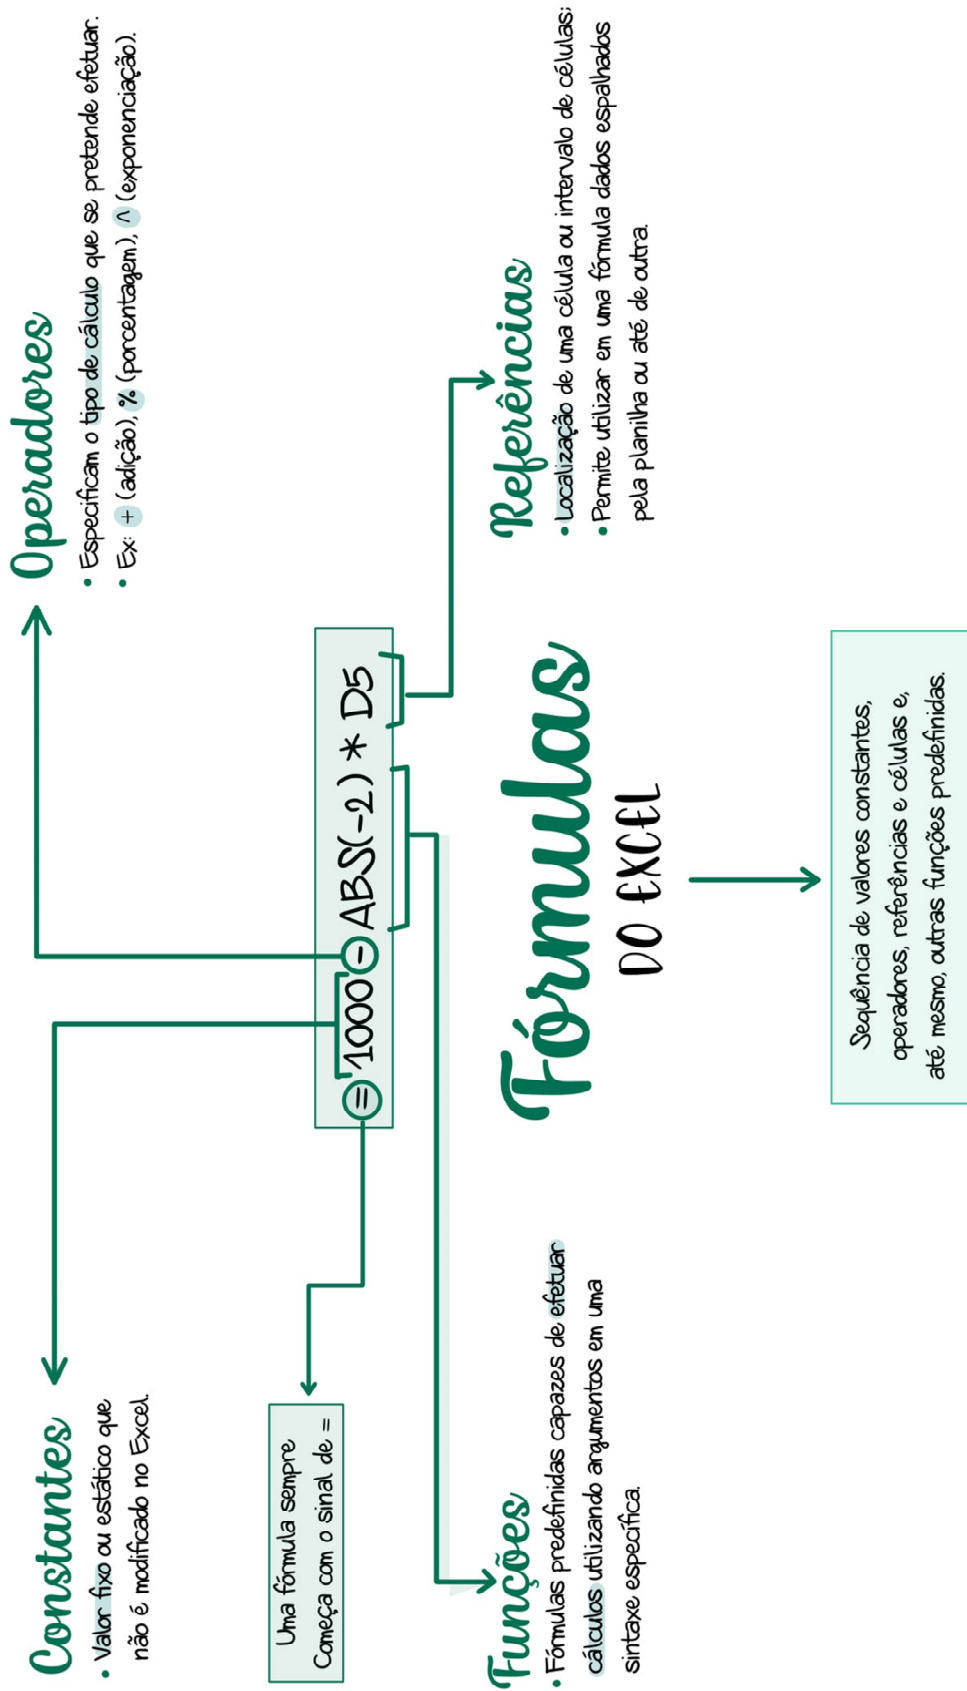 Constantes
• Valor fixo ou estático que
não é modificado no Excel.
Operadores
• Especificam o tipo de cálculo que se pretende efetuar.
• Ex: + (adição), % (porcentagem), ^ (exponenciação).
Uma fórmula sempre
Começa com o sinal de =
= 1000 - ABS(-2) * D5
Funções
• Fórmulas predefinidas capazes de efetuar
cálculos utilizando argumentos em uma
sintaxe específica.
Fórmulas
DO EXCEL
Referências
• Localização de uma célula ou intervalo de células;
• Permite utilizar em uma fórmula dados espalhados
pela planilha ou até de outra.
Sequência de valores constantes,
operadores, referências e células e,
até mesmo, outras funções predefinidas.